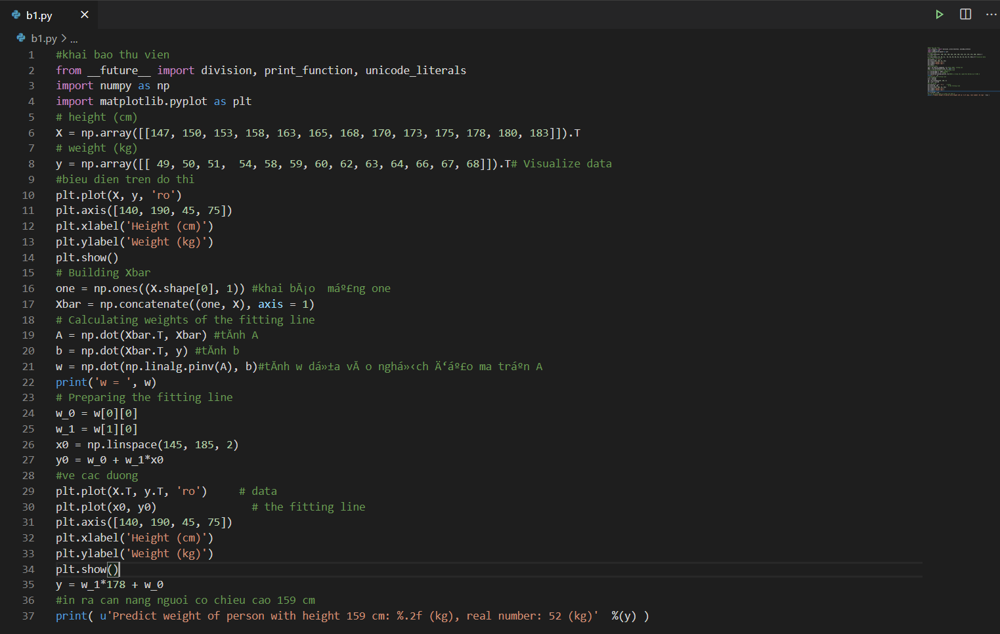 b1.py
b1.py > ...
1 #khai bao thu vien
2 from __future__ import division, print_function, unicode_literals
3 import numpy as np
4 import matplotlib.pyplot as plt
5 # height (cm)
6 X = np.array([[147, 150, 153, 158, 163, 165, 168, 170, 173, 175, 178, 180, 183]]).T
7 # weight (kg)
8 y = np.array([[ 49, 50, 51,  54, 58, 59, 60, 62, 63, 64, 66, 67, 68]]).T# Visualize data
9 #bieu dien tren do thi
10 plt.plot(X, y, 'ro')
11 plt.axis([140, 190, 45, 75])
12 plt.xlabel('Height (cm)')
13 plt.ylabel('Weight (kg)')
14 plt.show()
15 # Building Xbar
16 one = np.ones((X.shape[0], 1)) #khai bĂ¡o  máº£ng one
17 Xbar = np.concatenate((one, X), axis = 1)
18 # Calculating weights of the fitting line
19 A = np.dot(Xbar.T, Xbar) #tĂnh A
20 b = np.dot(Xbar.T, y) #tĂnh b
21 w = np.dot(np.linalg.pinv(A), b)#tĂnh w dá»±a vĂ o nghá»‹ch Ä‘áº£o ma tráºn A
22 print('w = ', w)
23 # Preparing the fitting line
24 w_0 = w[0][0]
25 w_1 = w[1][0]
26 x0 = np.linspace(145, 185, 2)
27 y0 = w_0 + w_1*x0
28 #ve cac duong
29 plt.plot(X.T, y.T, 'ro')     # data
30 plt.plot(x0, y0)               # the fitting line
31 plt.axis([140, 190, 45, 75])
32 plt.xlabel('Height (cm)')
33 plt.ylabel('Weight (kg)')
34 plt.show()
35 y = w_1*178 + w_0
36 #in ra can nang nguoi co chieu cao 159 cm
37 print( u'Predict weight of person with height 159 cm: %.2f (kg), real number: 52 (kg)'  %(y) )